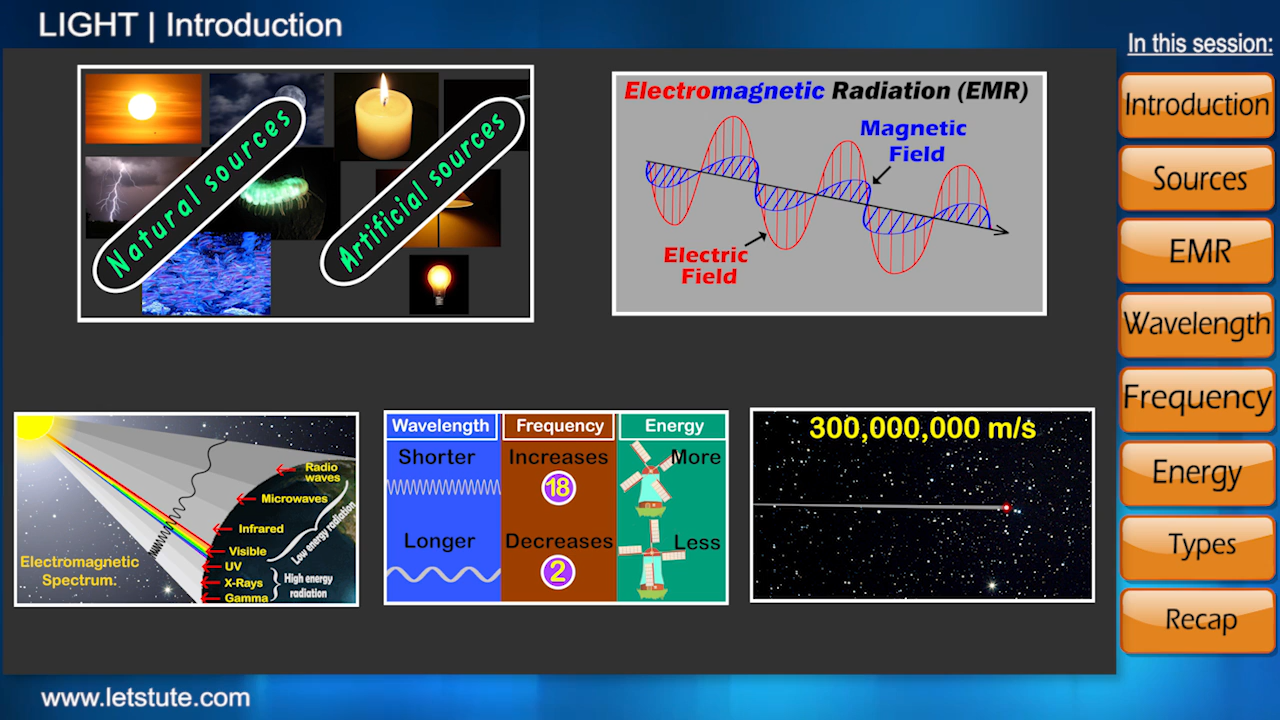 LIGHT | Introduction
In this session:
Introduction
Sources
EMR
Wavelength
Frequency
Energy
Types
Recap
Natural sources
Artificial sources
Electromagnetic Radiation (EMR)
Magnetic
Field
Electric
Field
Radio
waves
Microwaves
Infrared
Visible
UV
X-Rays
Gamma
Low energy radiation
High energy
radiation
Electromagnetic
Spectrum:
Wavelength Frequency Energy
Shorter Increases More
18
Longer Decreases Less
2
300,000,000 m/s
www.letstute.com